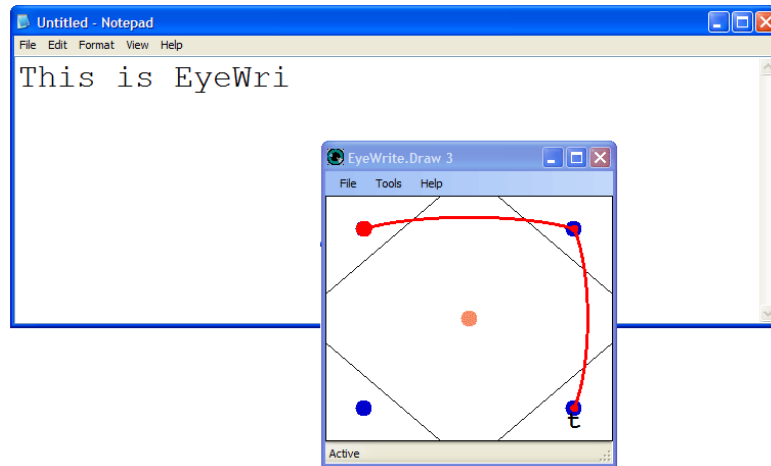 Untitled - Notepad
File Edit Format View Help
This is EyeWri
EyeWrite.Draw 3
File Tools Help
t
Active